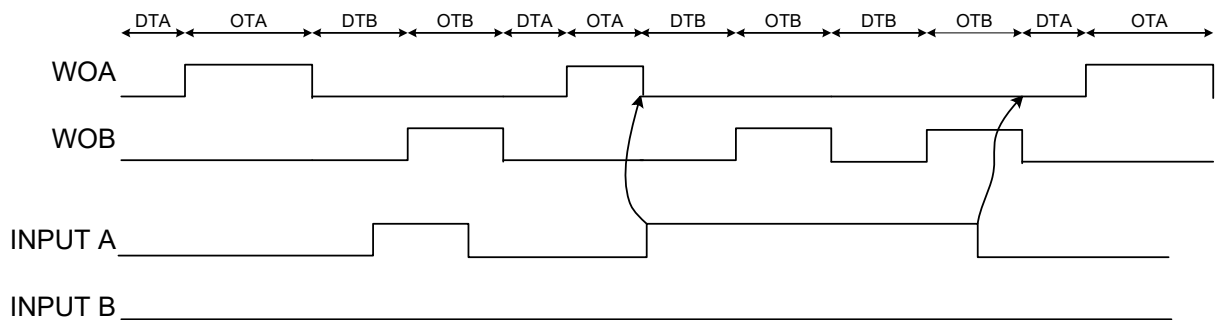 DTA OTA DTB OTB DTA OTA DTB OTB DTB OTB DTA OTA
WOA
WOB
INPUT A
INPUT B